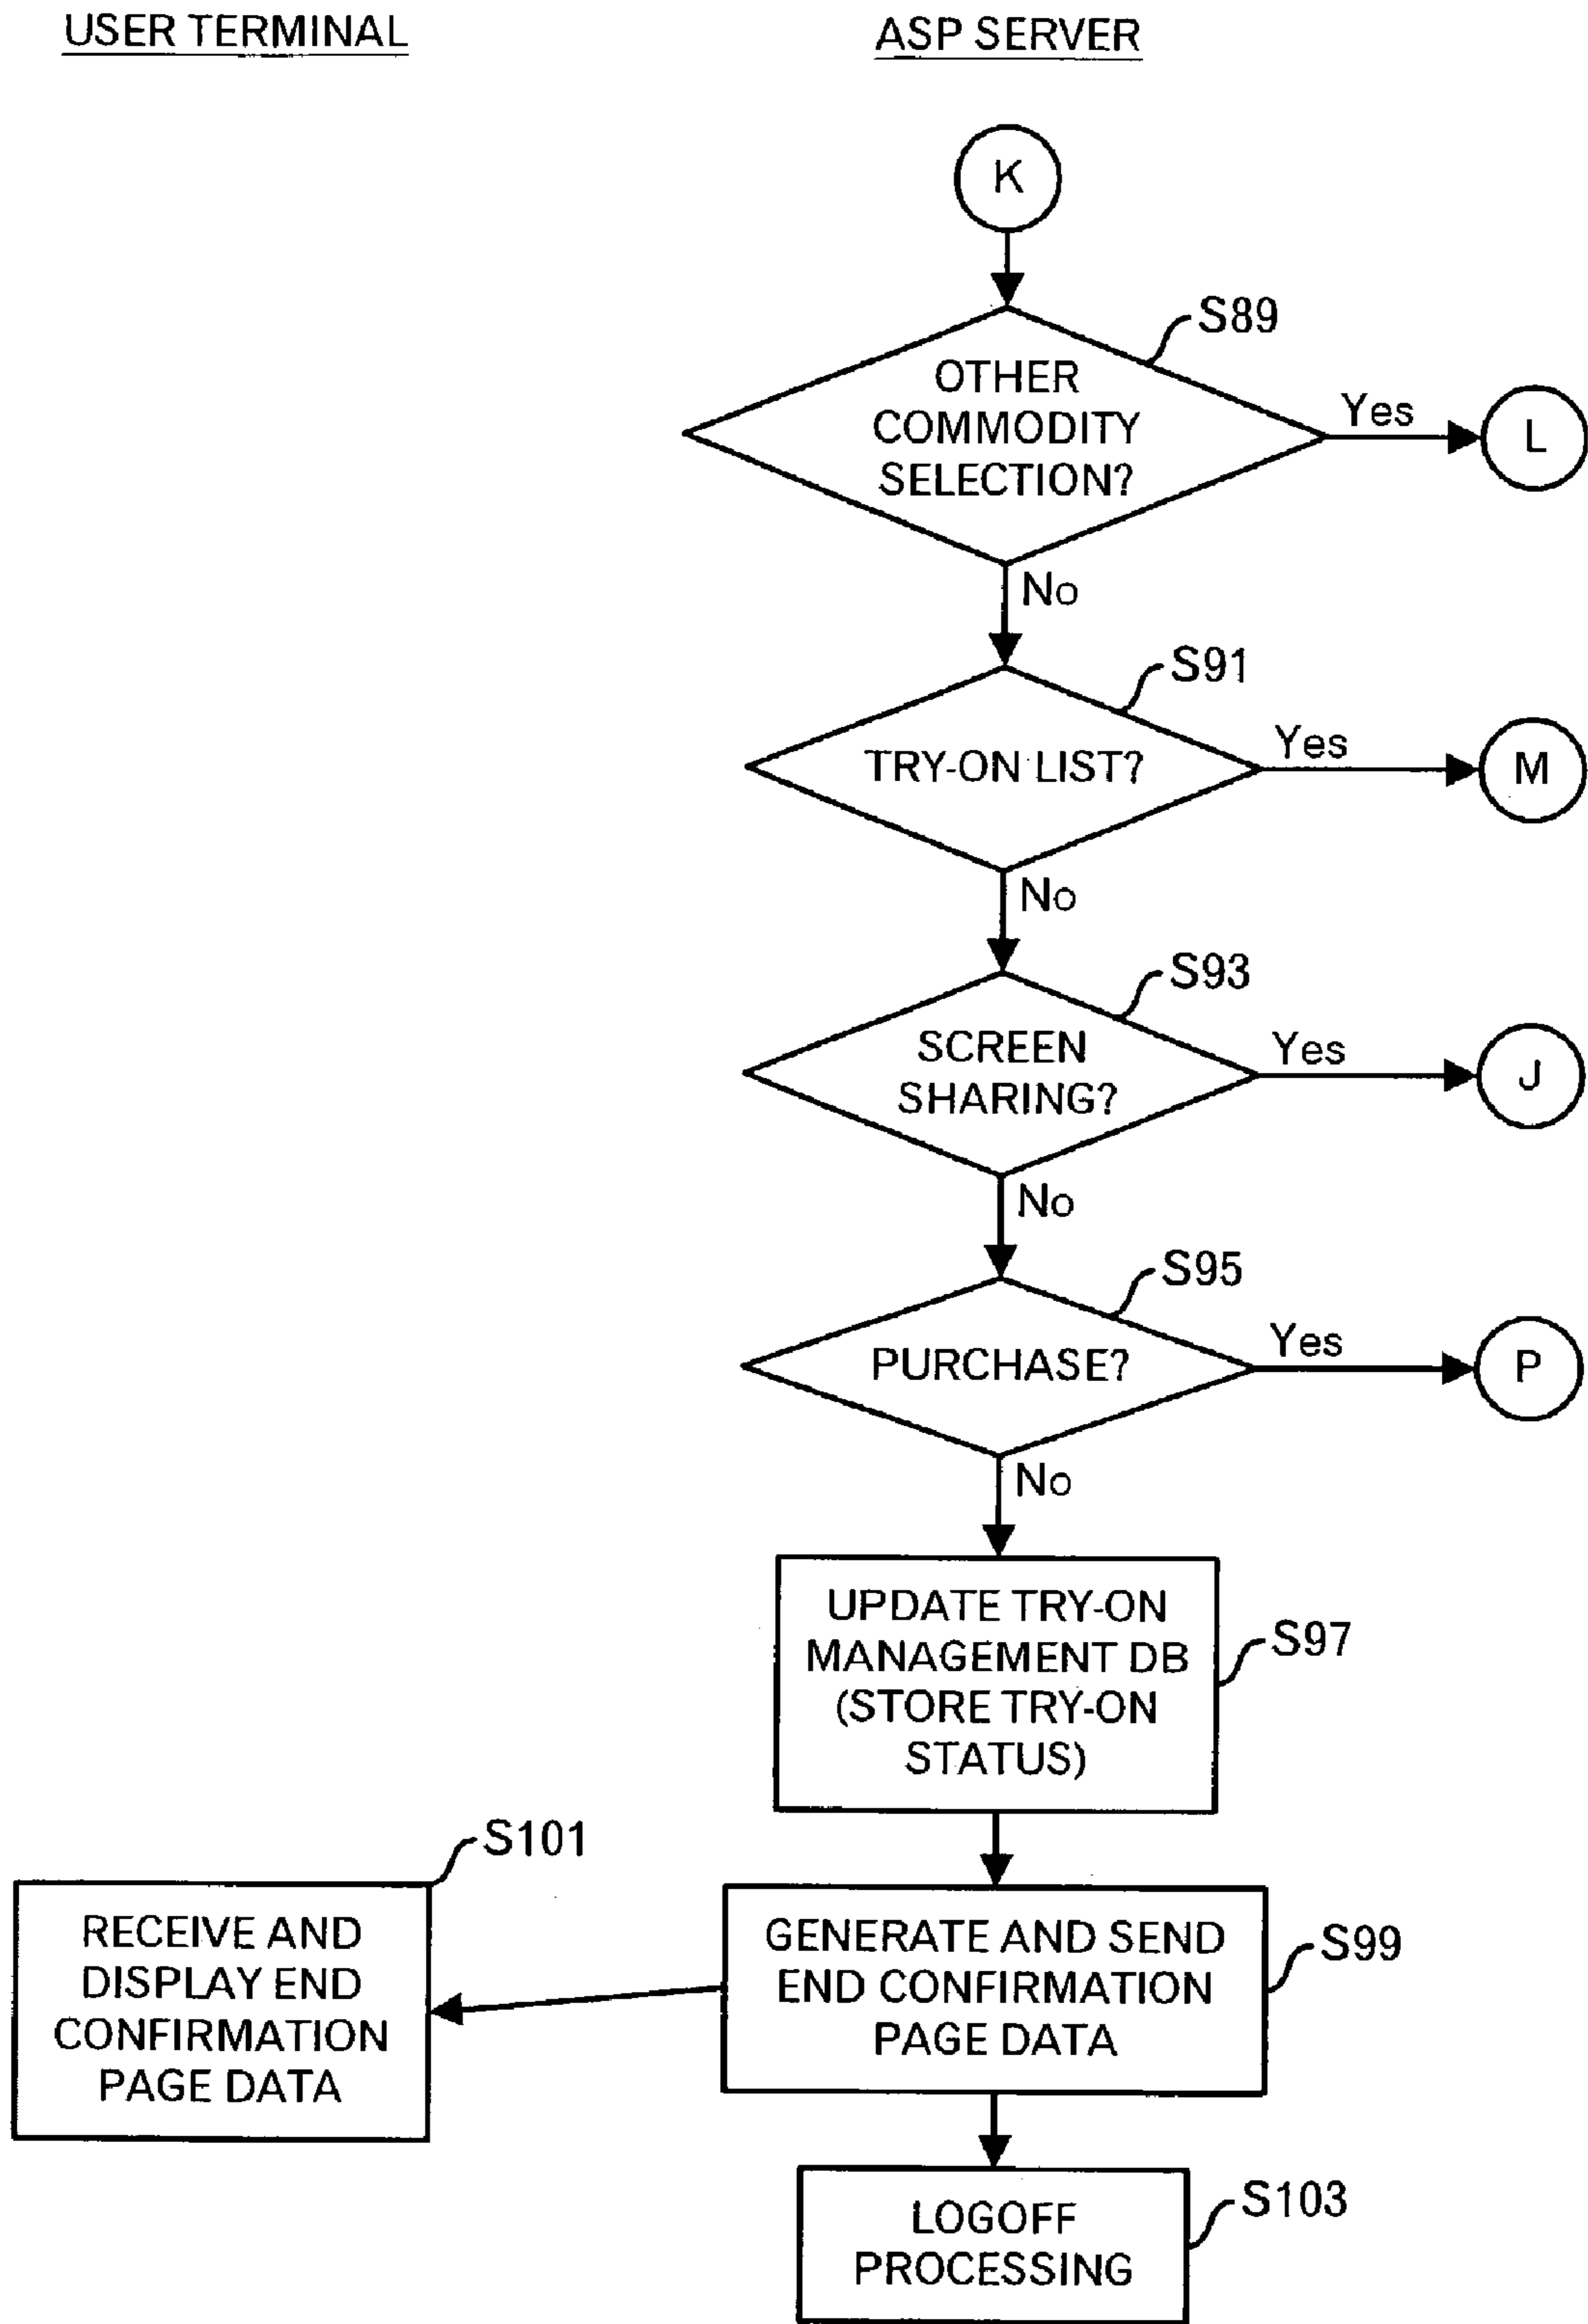 USER TERMINAL
ASP SERVER
K
S89
OTHER
COMMODITY
SELECTION?
Yes
L
No
S91
TRY-ON LIST?
Yes
M
No
S93
SCREEN
SHARING?
Yes
J
No
S95
PURCHASE?
Yes
P
No
UPDATE TRY-ON
MANAGEMENT DB
(STORE TRY-ON
STATUS)
S97
S101
RECEIVE AND
DISPLAY END
CONFIRMATION
PAGE DATA
GENERATE AND SEND
END CONFIRMATION
PAGE DATA
S99
LOGOFF
PROCESSING
S103